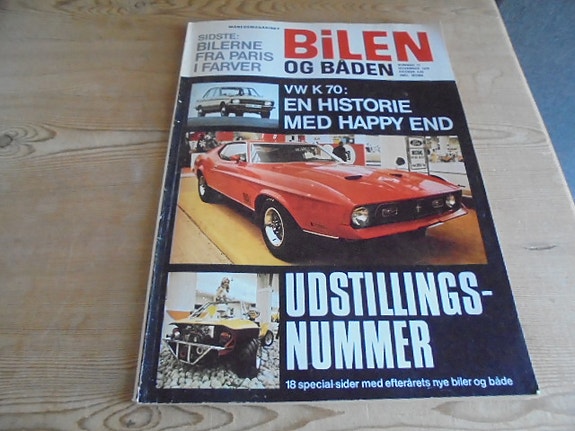 SIDSTE:
BILERNE
FRA PARIS
I FARVER
BiLEN
OG BÅDEN
VW K 70:
EN HISTORIE
MED HAPPY END
UDSTILLINGS-
NUMMER
18 special-sider med efterårets nye biler og både